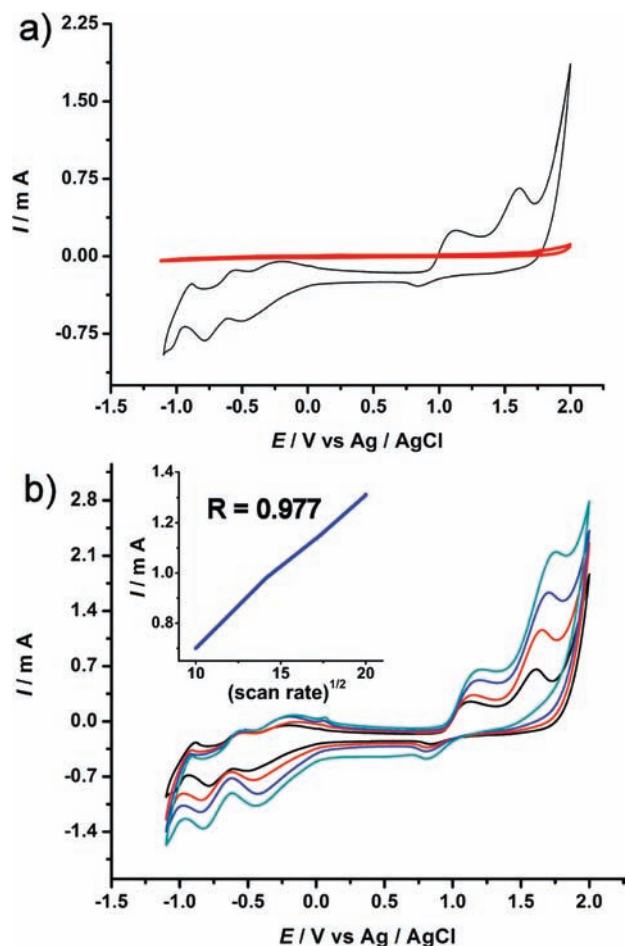 a)
2.25
1.50
0.75
0.00
-0.75
I / m A
-1.5 -1.0 -0.5 0.0 0.5 1.0 1.5 2.0
E / V vs Ag / AgCl
b)
2.8
2.1
1.4
0.7
0.0
-0.7
-1.4
I / m A
1.4
1.2
1.0
0.8
I / m A
R = 0.977
10 15 20
(scan rate)1/2
-1.5 -1.0 -0.5 0.0 0.5 1.0 1.5 2.0
E / V vs Ag / AgCl